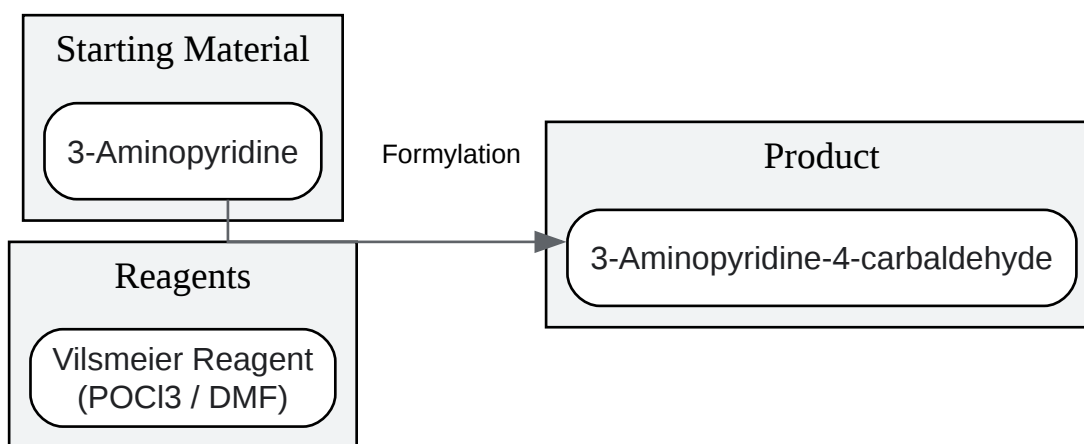 Starting Material
3-Aminopyridine
Formylation
Product
3-Aminopyridine-4-carbaldehyde
Reagents
Vilsmeier Reagent
(POCl3 / DMF)